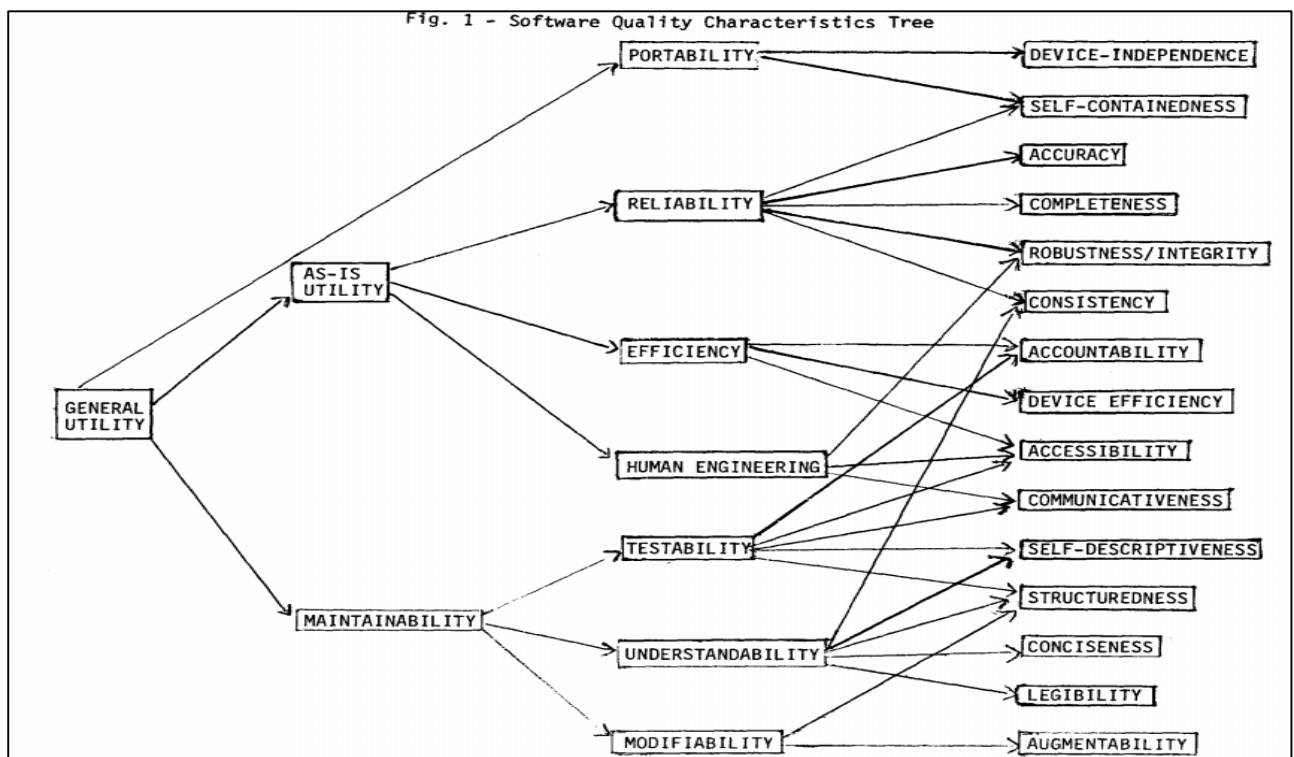 Fig. 1 - Software Quality Characteristics Tree
PORTABILITY
DEVICE-INDEPENDENCE
SELF-CONTAINEDNESS
ACCURACY
RELIABILITY
COMPLETENESS
ROBUSTNESS/INTEGRITY
AS-IS
UTILITY
CONSISTENCY
EFFICIENCY
ACCOUNTABILITY
DEVICE EFFICIENCY
GENERAL
UTILITY
ACCESSIBILITY
HUMAN ENGINEERING
COMMUNICATIVENESS
TESTABILITY
SELF-DESCRIPTIVENESS
STRUCTUREDNESS
MAINTAINABILITY
UNDERSTANDABILITY
CONCISENESS
LEGIBILITY
MODIFIABILITY
AUGMENTABILITY